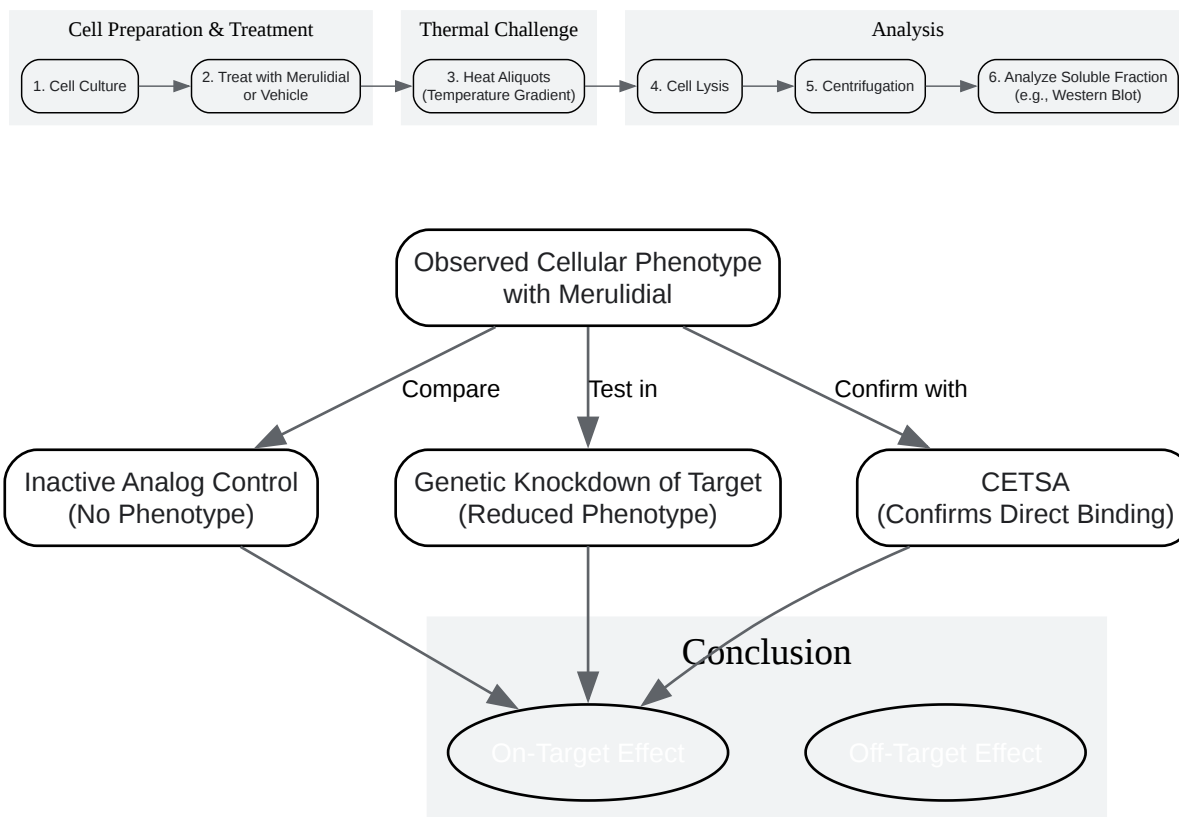 Cell Preparation & Treatment
Thermal Challenge
Analysis
1. Cell Culture
2. Treat with Merulidial
or Vehicle
3. Heat Aliquots
(Temperature Gradient)
4. Cell Lysis
5. Centrifugation
6. Analyze Soluble Fraction
(e.g., Western Blot)
Observed Cellular Phenotype
with Merulidial
Compare
Test in
Confirm with
Inactive Analog Control
(No Phenotype)
Genetic Knockdown of Target
(Reduced Phenotype)
CETSA
(Confirms Direct Binding)
Conclusion
On-Target Effect
Off-Target Effect